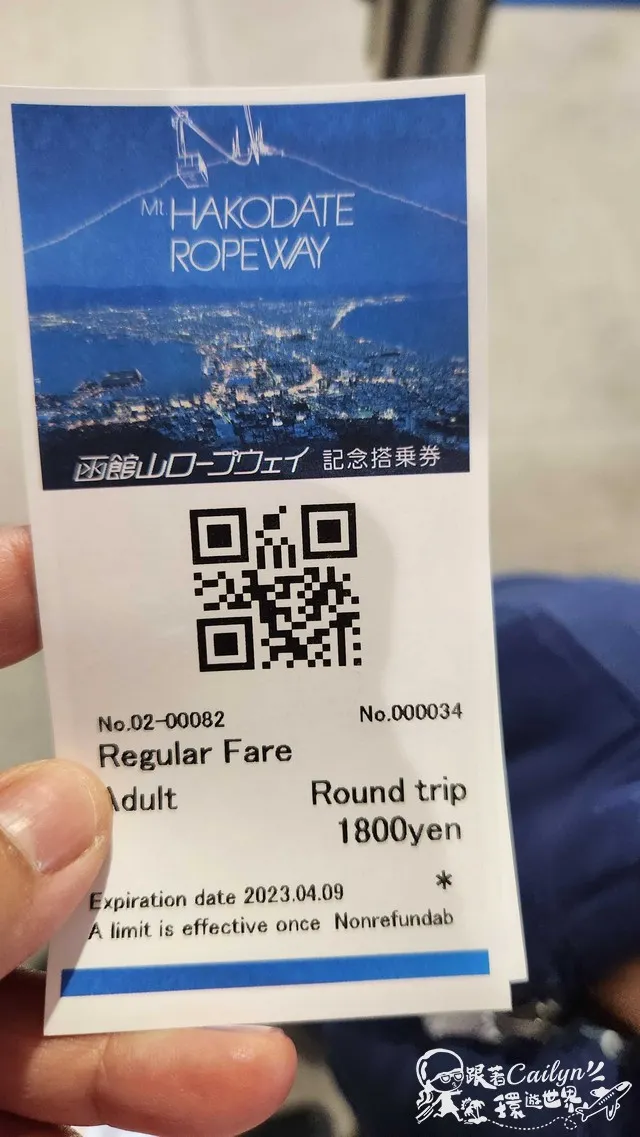 Mt. HAKODATE
ROPEWAY
函館山ロープウェイ 記念搭乗券
No.02-00082 No.000034
Regular Fare
Adult Round trip
1800yen
*
Expiration date 2023.04.09
A limit is effective once Nonrefundab
跟著Cailyn
環遊世界